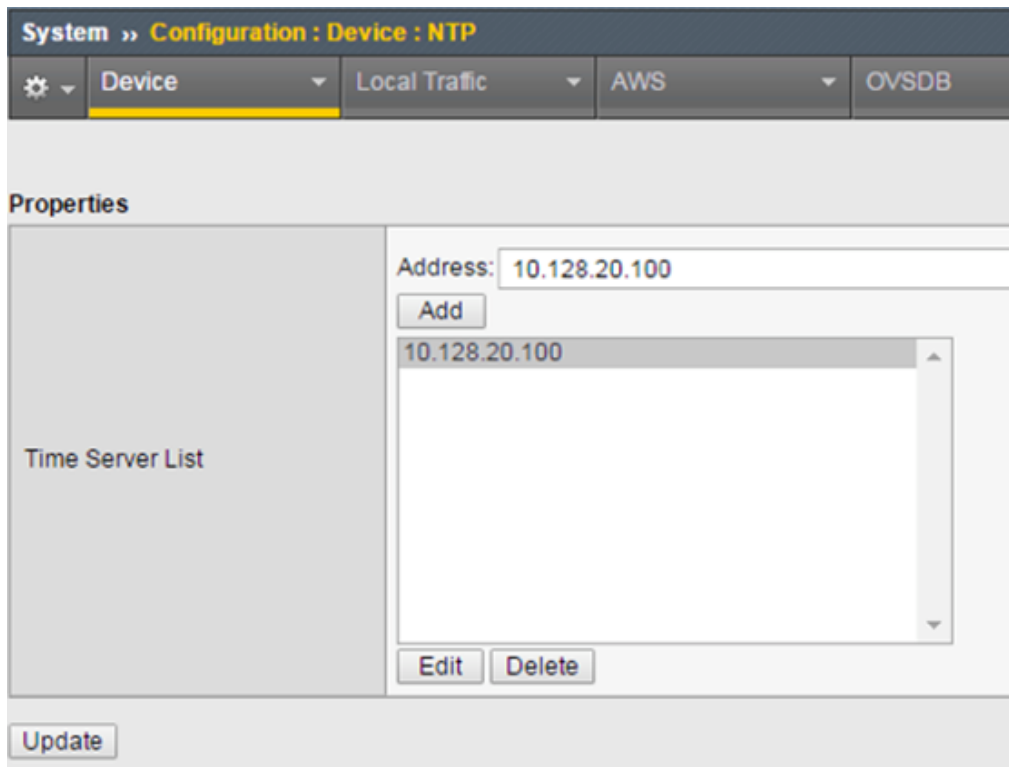 System ›› Configuration : Device : NTP
Device Local Traffic AWS OVSDB
Properties
Time Server List
Address: 10.128.20.100
Add
10.128.20.100
Edit Delete
Update